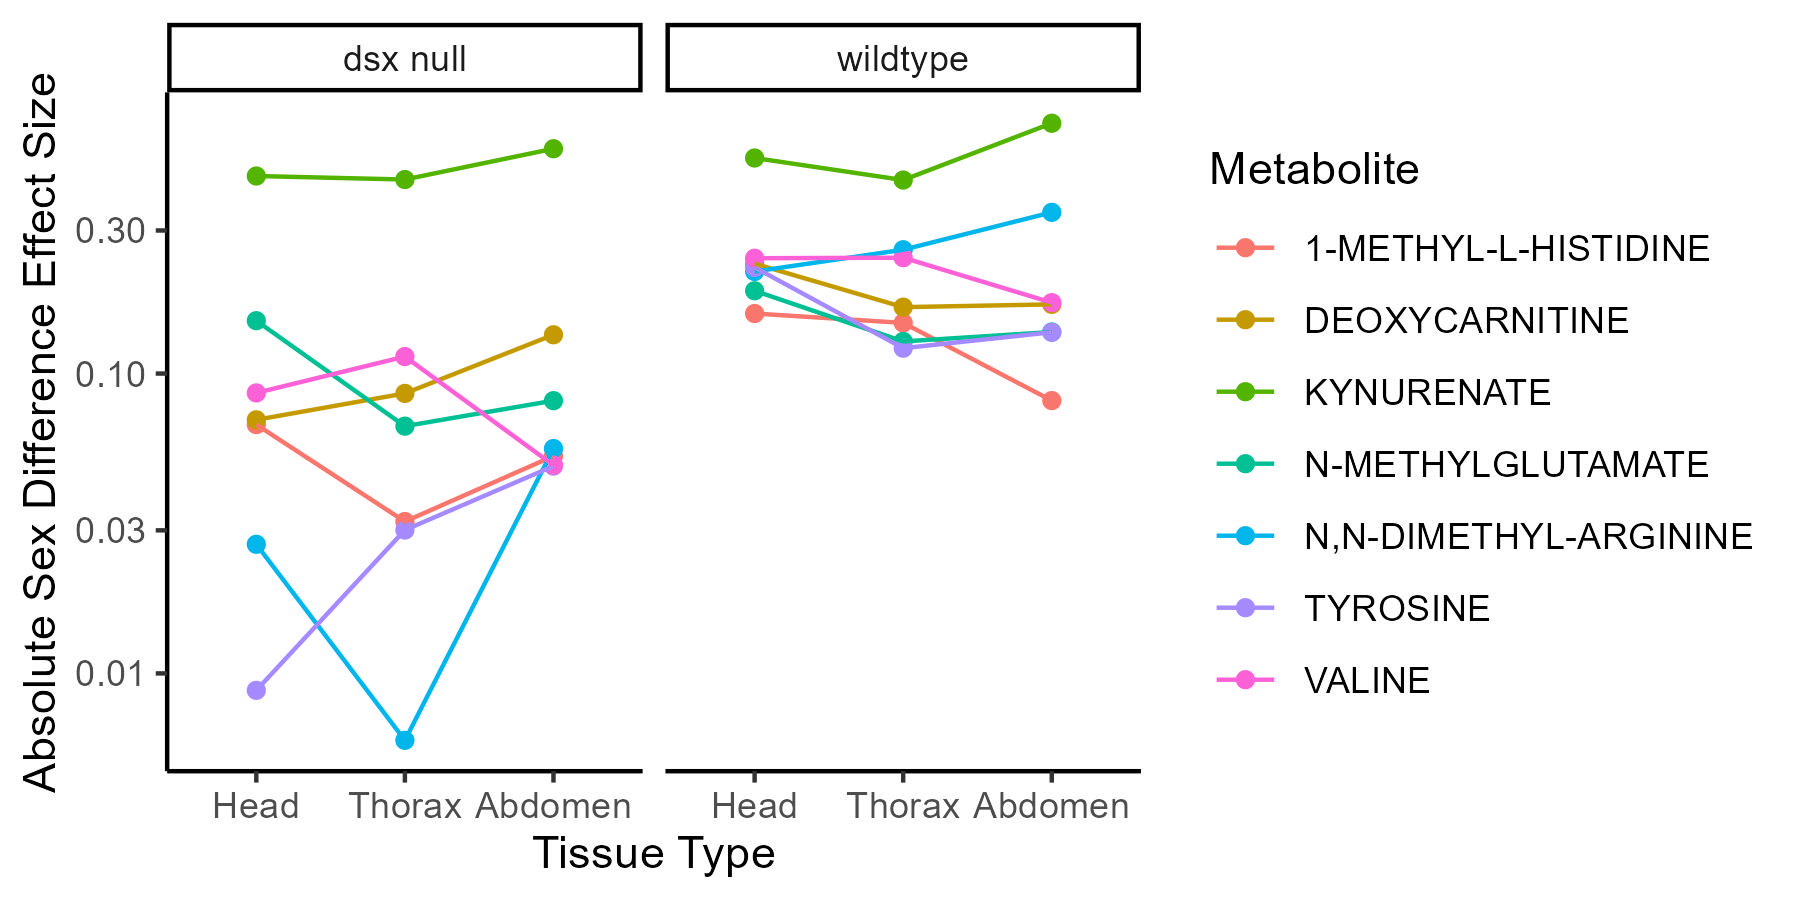 dsx null
wildtype
Absolute Sex Difference Effect Size
0.30
0.10
0.03
0.01
Head Thorax Abdomen
Head Thorax Abdomen
Tissue Type
Metabolite
1-METHYL-L-HISTIDINE
DEOXYCARNITINE
KYNURENATE
N-METHYLGLUTAMATE
N,N-DIMETHYL-ARGININE
TYROSINE
VALINE